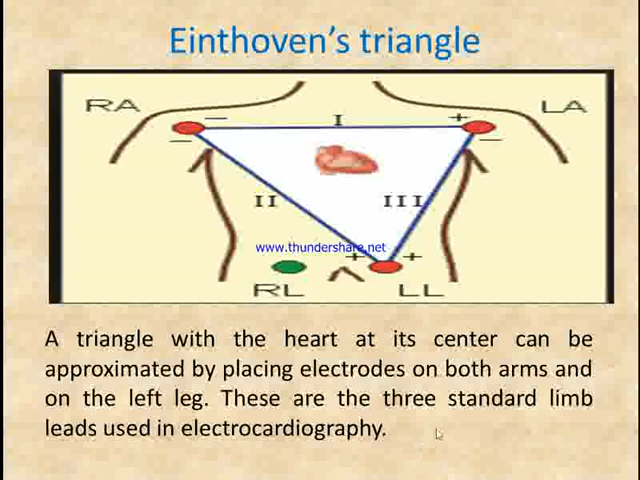 Einthoven's triangle
RA
LA
− I +
− −
II III
www.thundershare.net
+ +
RL LL
A triangle with the heart at its center can be
approximated by placing electrodes on both arms and
on the left leg. These are the three standard limb
leads used in electrocardiography.